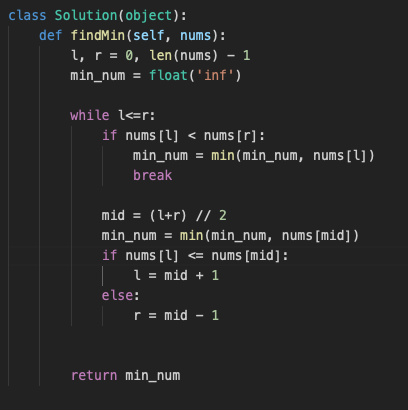 class Solution(object):
    def findMin(self, nums):
        l, r = 0, len(nums) - 1
        min_num = float('inf')

        while l<=r:
            if nums[l] < nums[r]:
                min_num = min(min_num, nums[l])
                break

            mid = (l+r) // 2
            min_num = min(min_num, nums[mid])
            if nums[l] <= nums[mid]:
                l = mid + 1
            else:
                r = mid - 1


        return min_num